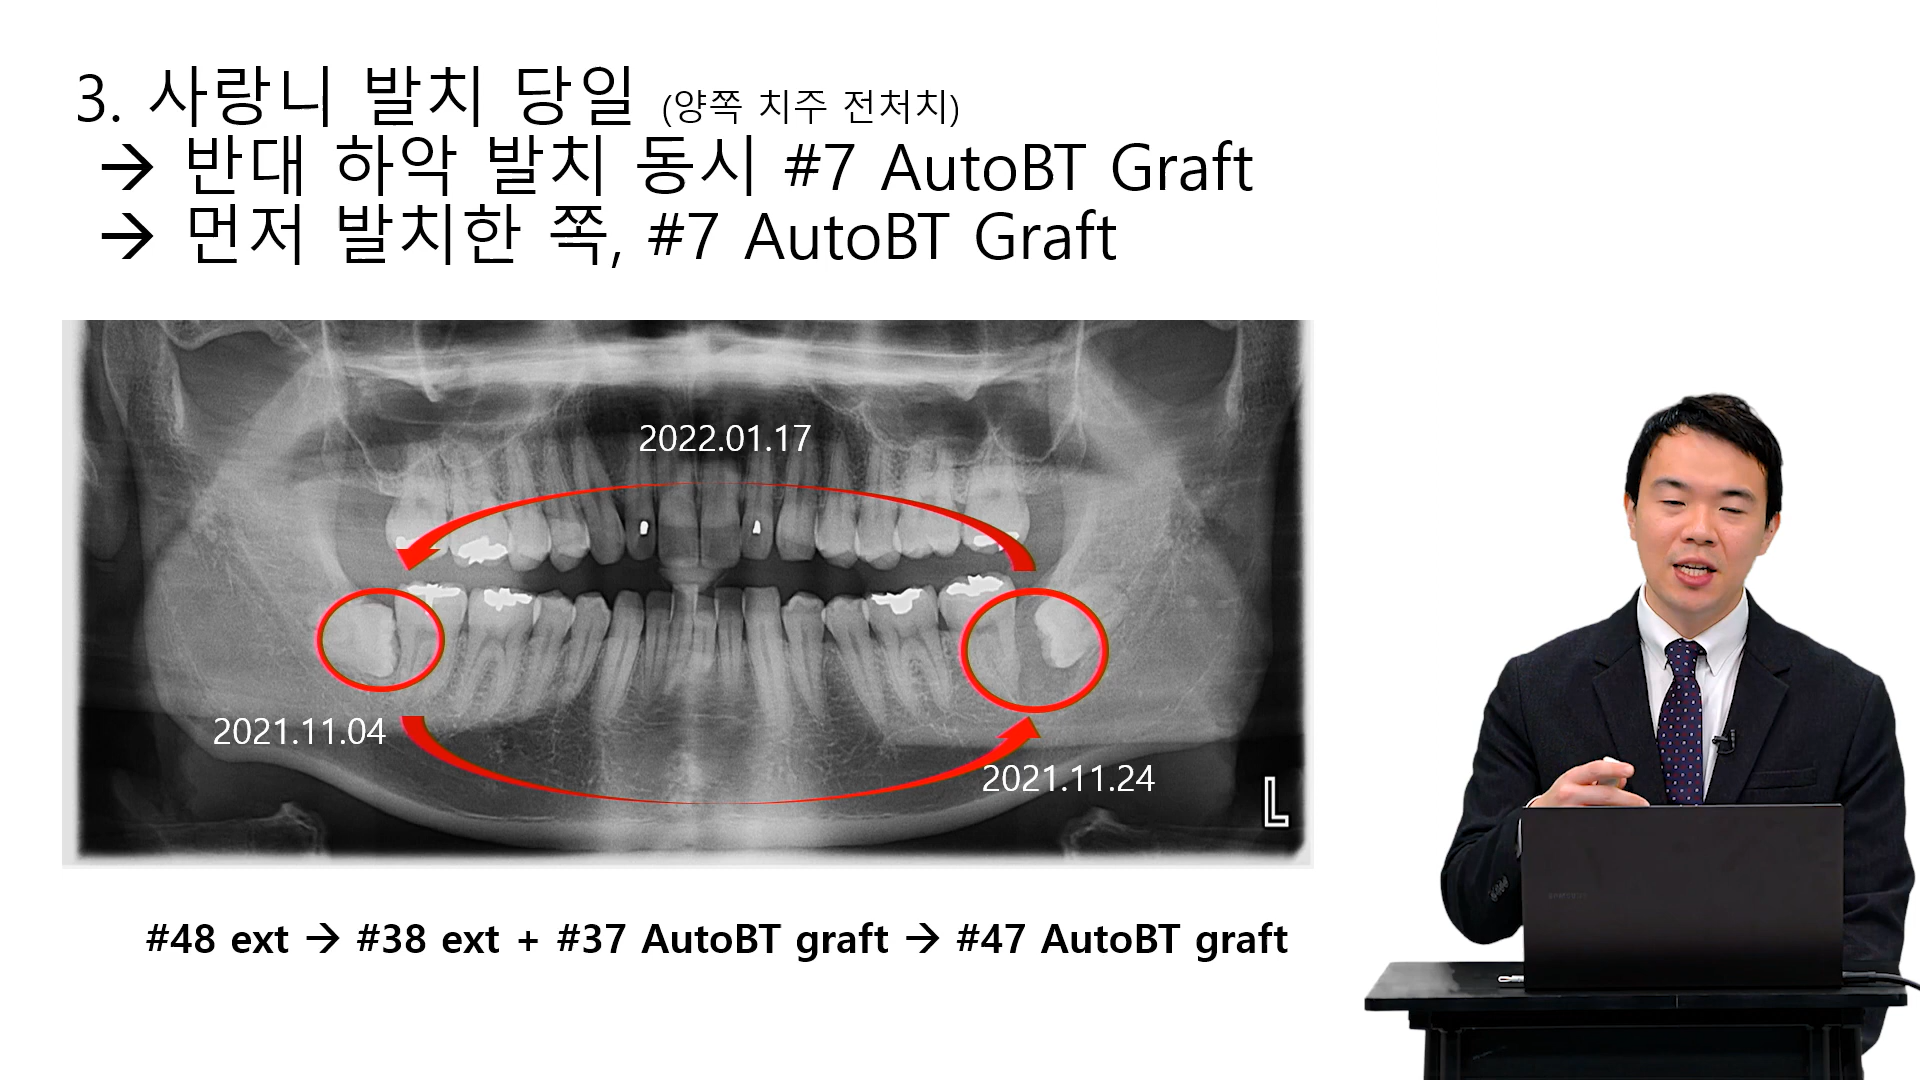 3. 사랑니 발치 당일 (양쪽 치주 전처치)
→ 반대 하악 발치 동시 #7 AutoBT Graft
→ 먼저 발치한 쪽, #7 AutoBT Graft
2022.01.17
2021.11.04
2021.11.24
L
#48 ext → #38 ext + #37 AutoBT graft → #47 AutoBT graft